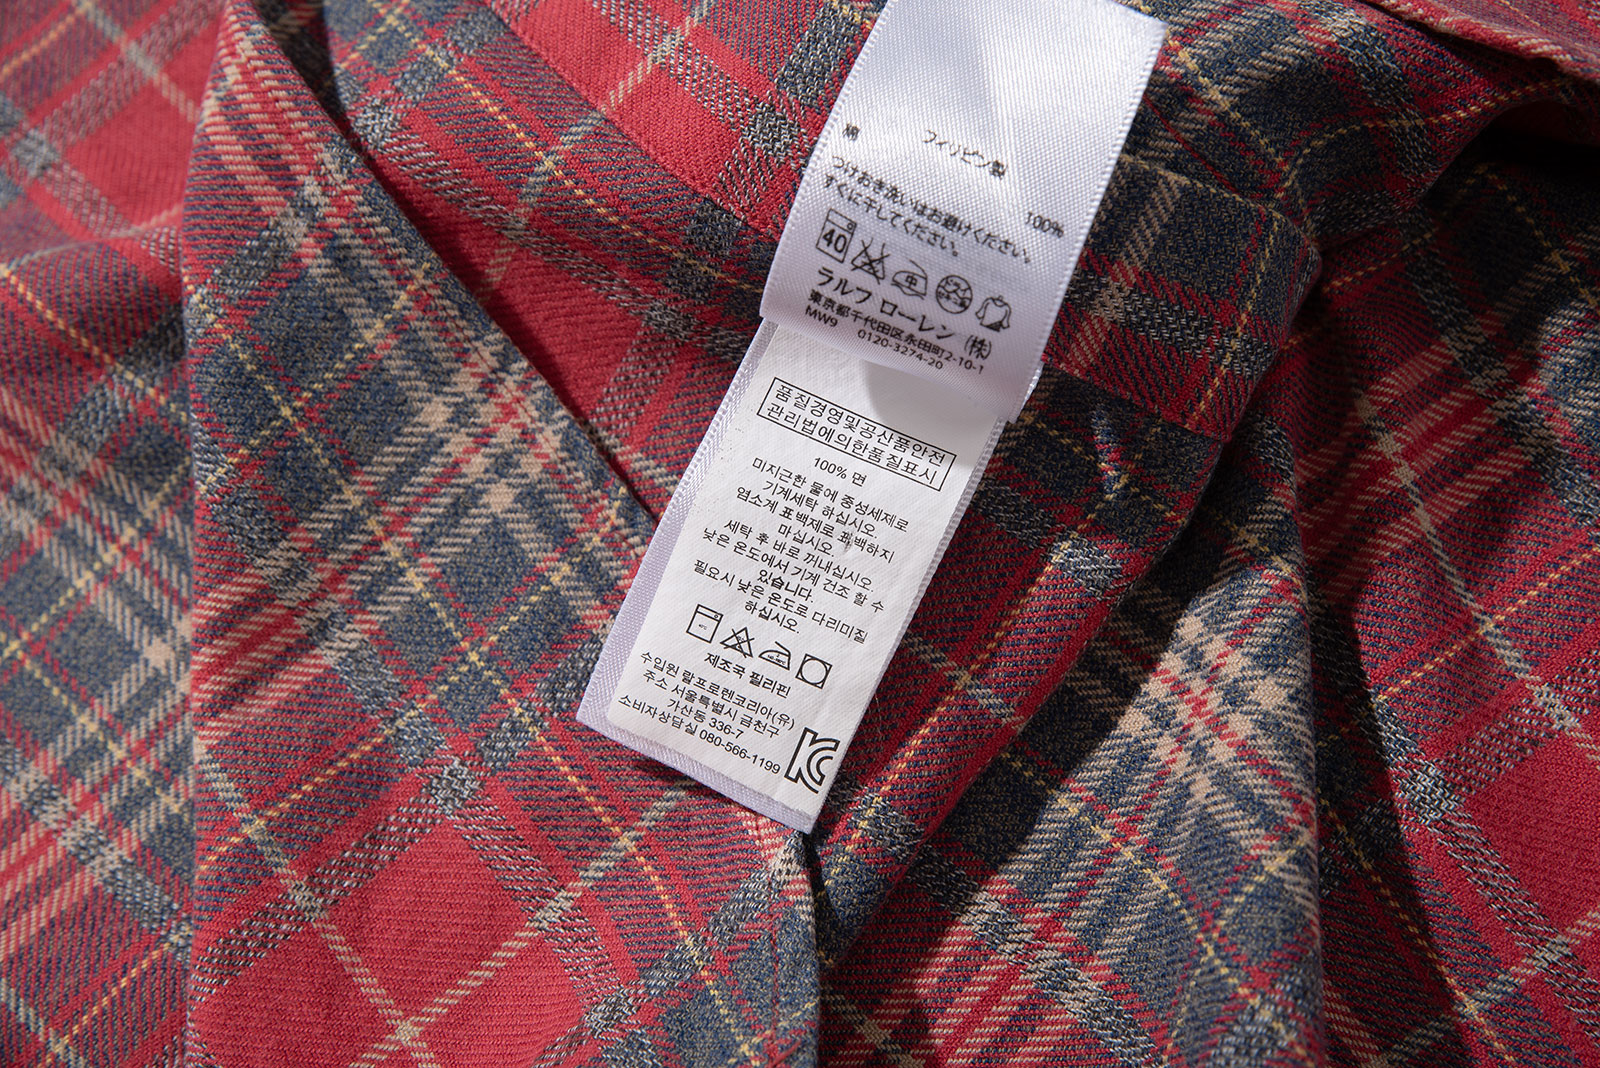 フィリピン製
綿 100%
つけおき洗いはお避けください。
すぐに干してください。
40
ラルフ ローレン (株)
東京都千代田区永田町2-10-1
MW9 0120-3274-20
품질경영및공산품안전
관리법에의한품질표시
100% 면
미지근한 물에 중성세제로
기계세탁 하십시오.
염소계 표백제로 표백하지
마십시오.
세탁 후 바로 꺼내십시오.
낮은 온도에서 기계 건조 할 수
있습니다.
필요시 낮은 온도로 다리미질
하십시오.
제조국 필리핀
수입원 랄프로렌코리아(유)
주소 서울특별시 금천구
가산동 336-7
소비자상담실 080-566-1199